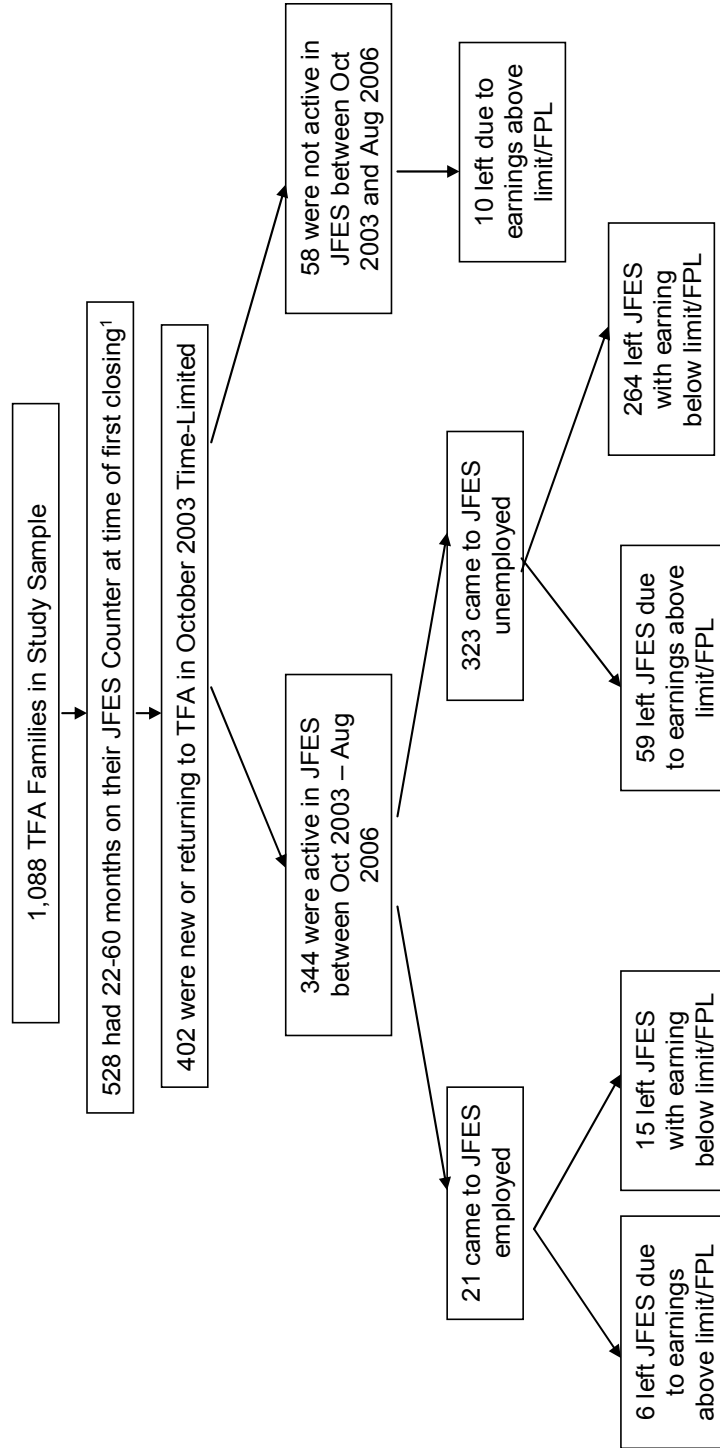 1,088 TFA Families in Study Sample
528 had 22-60 months on their JFES Counter at time of first closing¹
402 were new or returning to TFA in October 2003 Time-Limited
344 were active in JFES
between Oct 2003 – Aug
2006
58 were not active in
JFES between Oct
2003 and Aug 2006
21 came to JFES
employed
323 came to JFES
unemployed
10 left due to
earnings above
limit/FPL
6 left JFES due
to earnings
above limit/FPL
15 left JFES
with earning
below limit/FPL
59 left JFES due
to earnings above
limit/FPL
264 left JFES
with earning
below limit/FPL